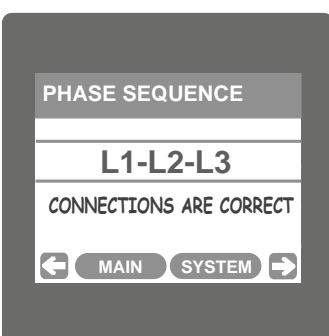 PHASE SEQUENCE
L1-L2-L3
CONNECTIONS ARE CORRECT
MAIN SYSTEM